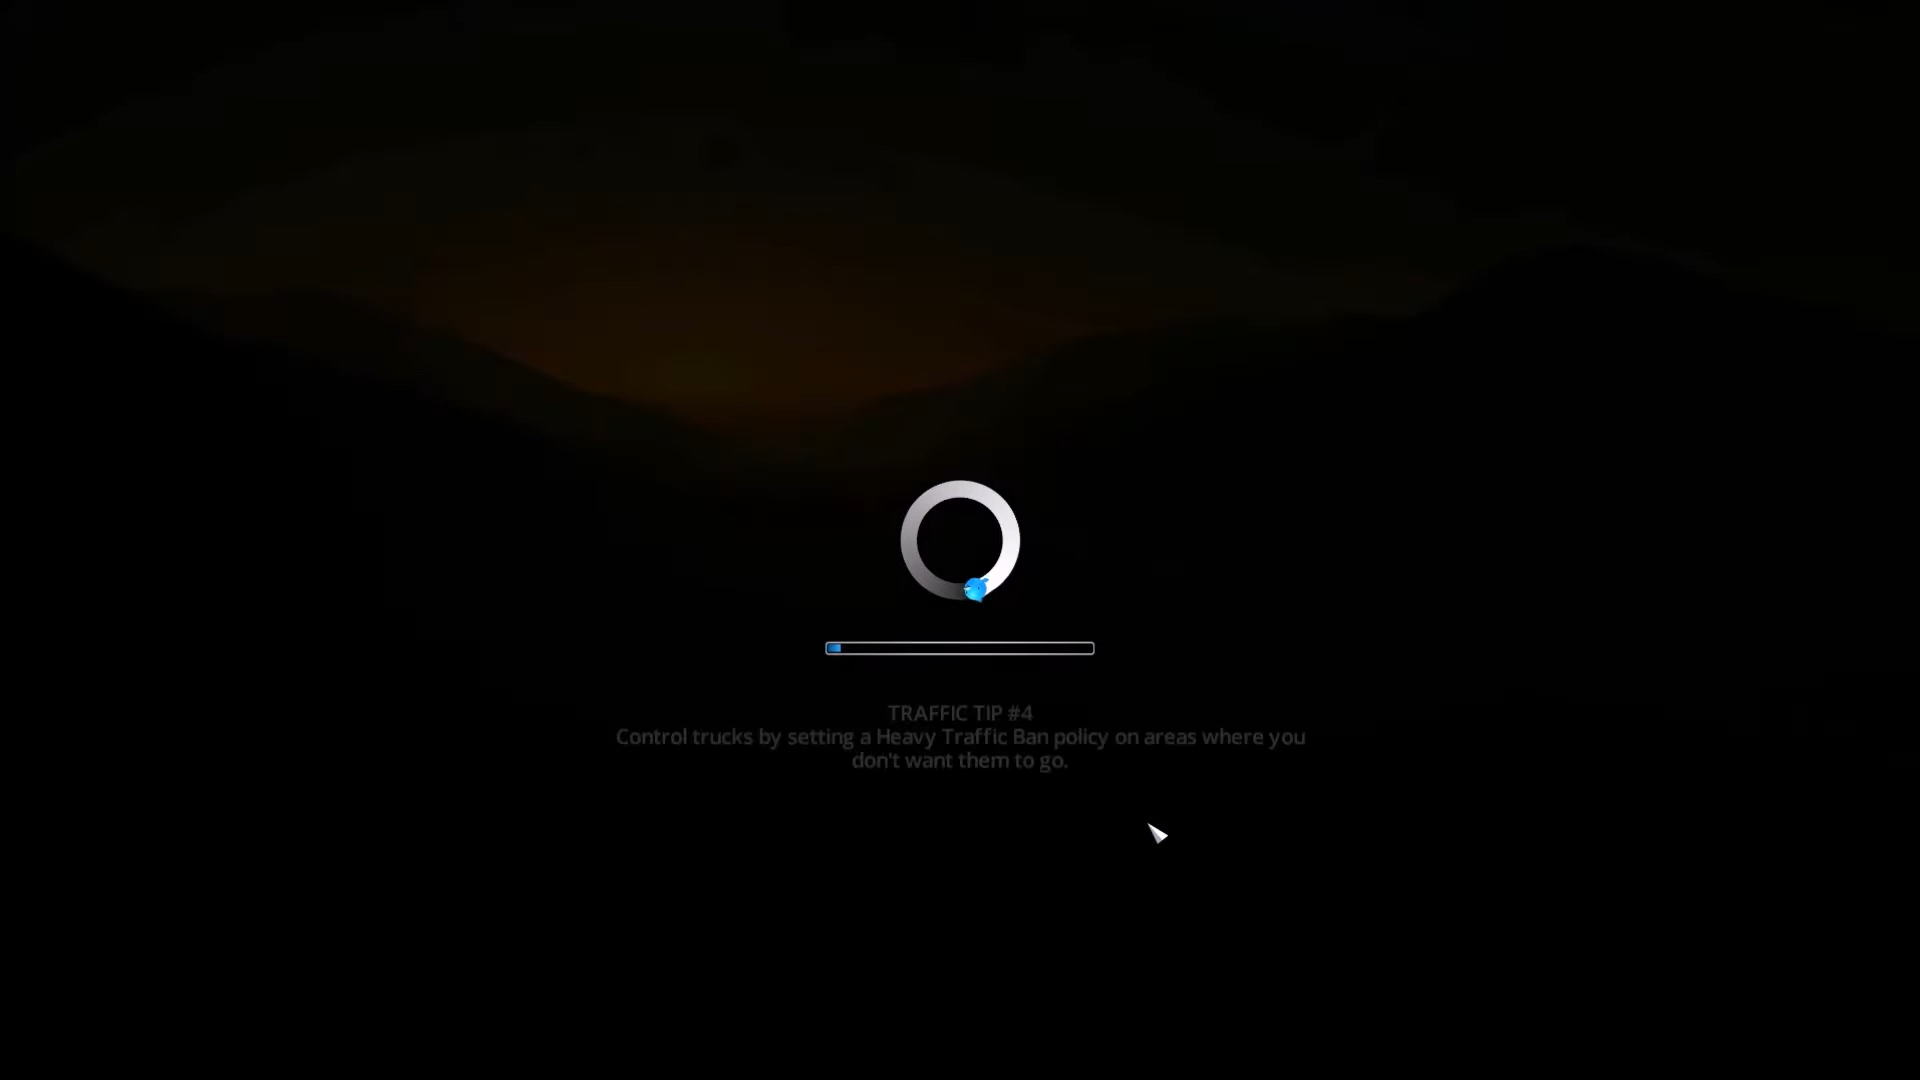 TRAFFIC TIP #4
Control trucks by setting a Heavy Traffic Ban policy on areas where you
don't want them to go.